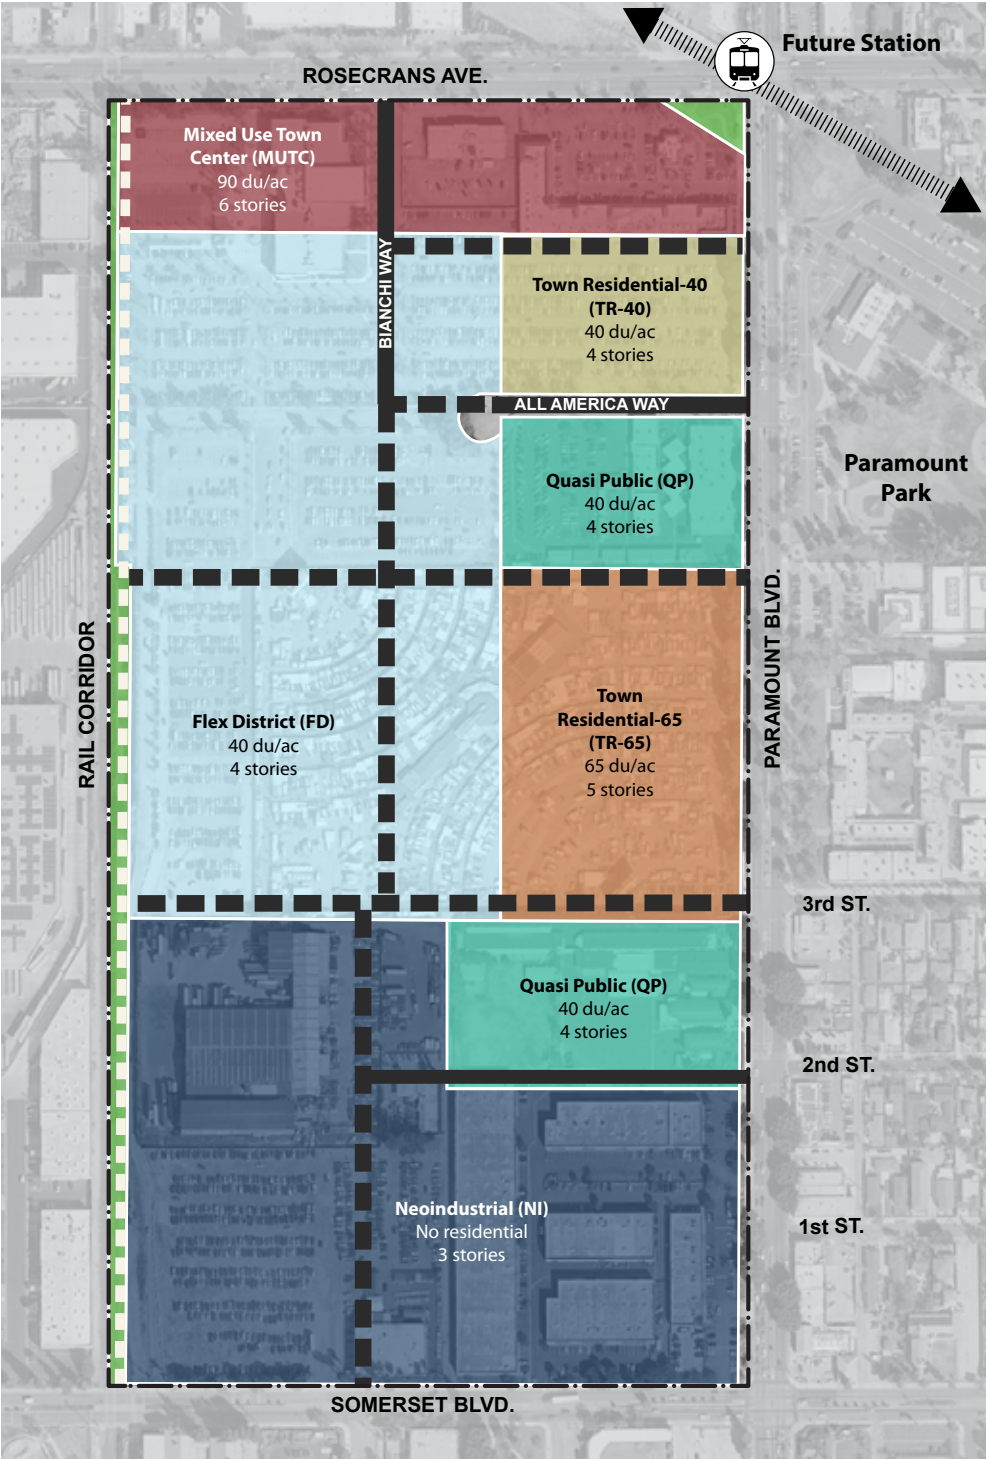 Future Station
ROSECRANS AVE.
Mixed Use Town
Center (MUTC)
90 du/ac
6 stories
BIANCHI WAY
Town Residential-40
(TR-40)
40 du/ac
4 stories
ALL AMERICA WAY
Quasi Public (QP)
40 du/ac
4 stories
Paramount
Park
RAIL CORRIDOR
PARAMOUNT BLVD.
Flex District (FD)
40 du/ac
4 stories
Town
Residential-65
(TR-65)
65 du/ac
5 stories
3rd ST.
Quasi Public (QP)
40 du/ac
4 stories
2nd ST.
Neoindustrial (NI)
No residential
3 stories
1st ST.
SOMERSET BLVD.